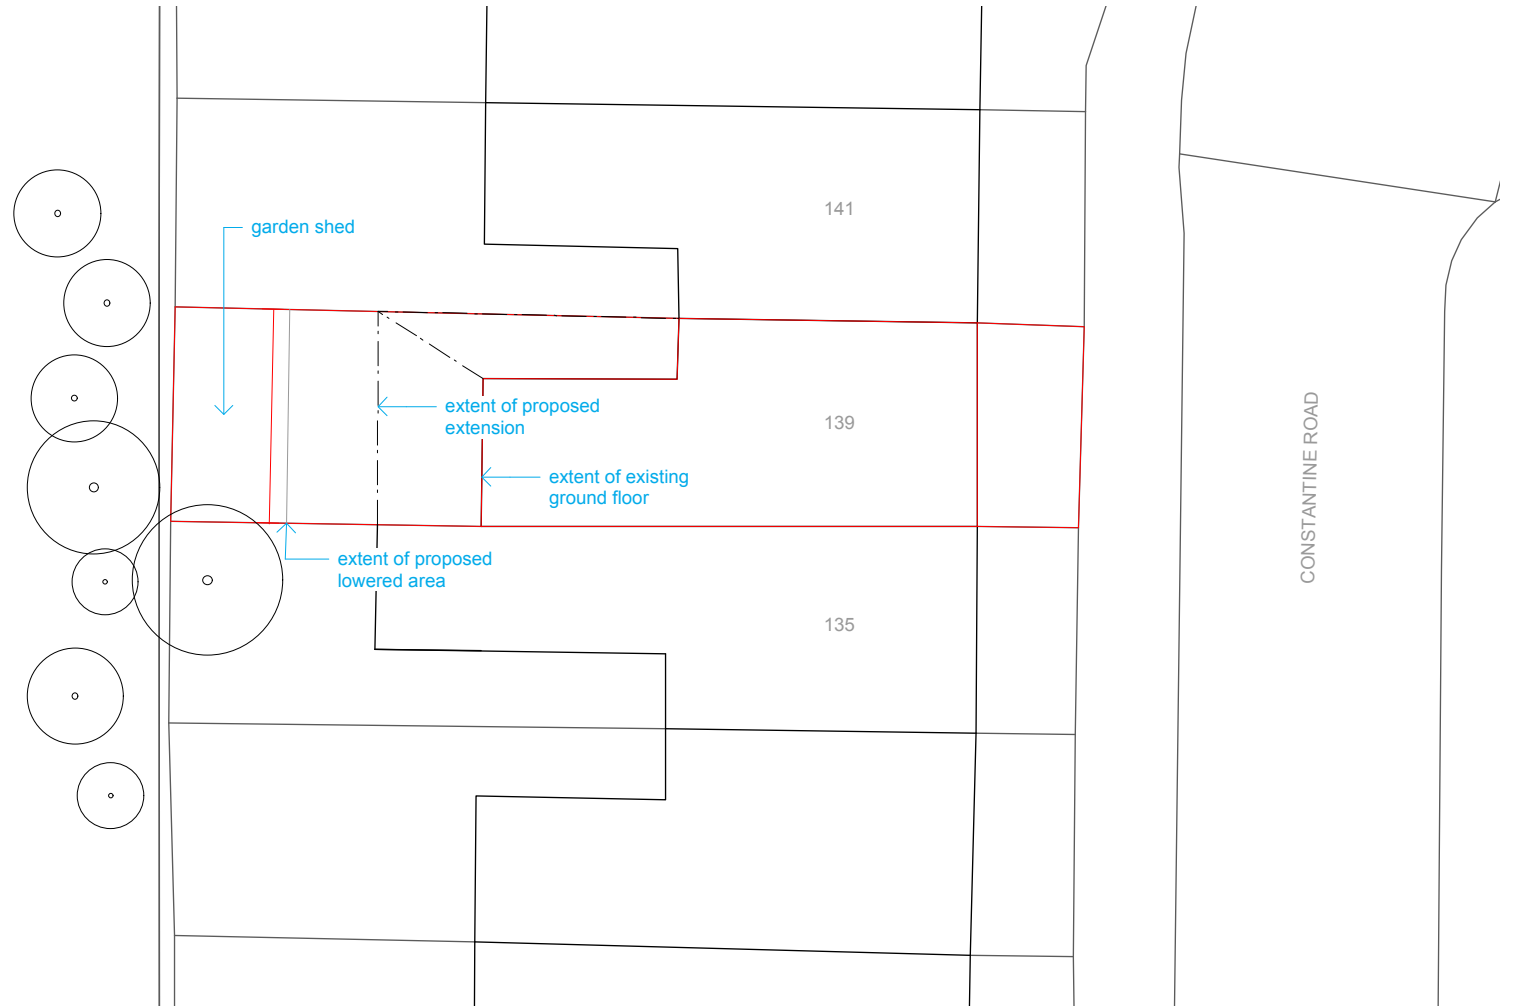 141
garden shed
extent of proposed
extension
139
extent of existing
ground floor
CONSTANTINE ROAD
extent of proposed
lowered area
135